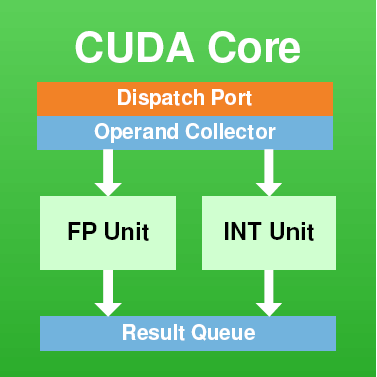 CUDA Core
Dispatch Port
Operand Collector
FP Unit
INT Unit
Result Queue